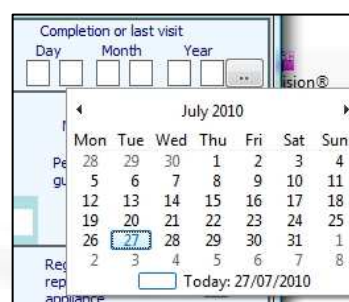 Completion or last visit
Day Month Year
..
ision®
July 2010
Mon Tue Wed Thu Fri Sat Sun
28 29 30 1 2 3 4
5 6 7 8 9 10 11
12 13 14 15 16 17 18
19 20 21 22 23 24 25
26 27 28 29 30 31 1
2 3 4 5 6 7 8
Today: 27/07/2010
Pe
gu
Reg
rep
appliance